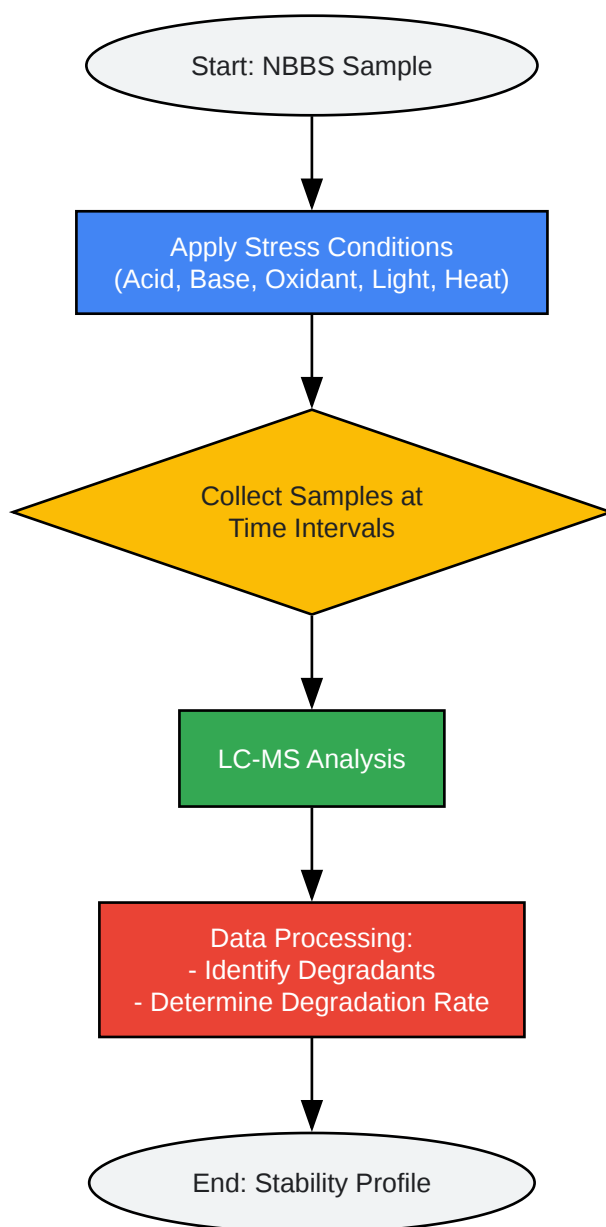 Start: NBBS Sample
Apply Stress Conditions
(Acid, Base, Oxidant, Light, Heat)
Collect Samples at
Time Intervals
LC-MS Analysis
Data Processing:
- Identify Degradants
- Determine Degradation Rate
End: Stability Profile